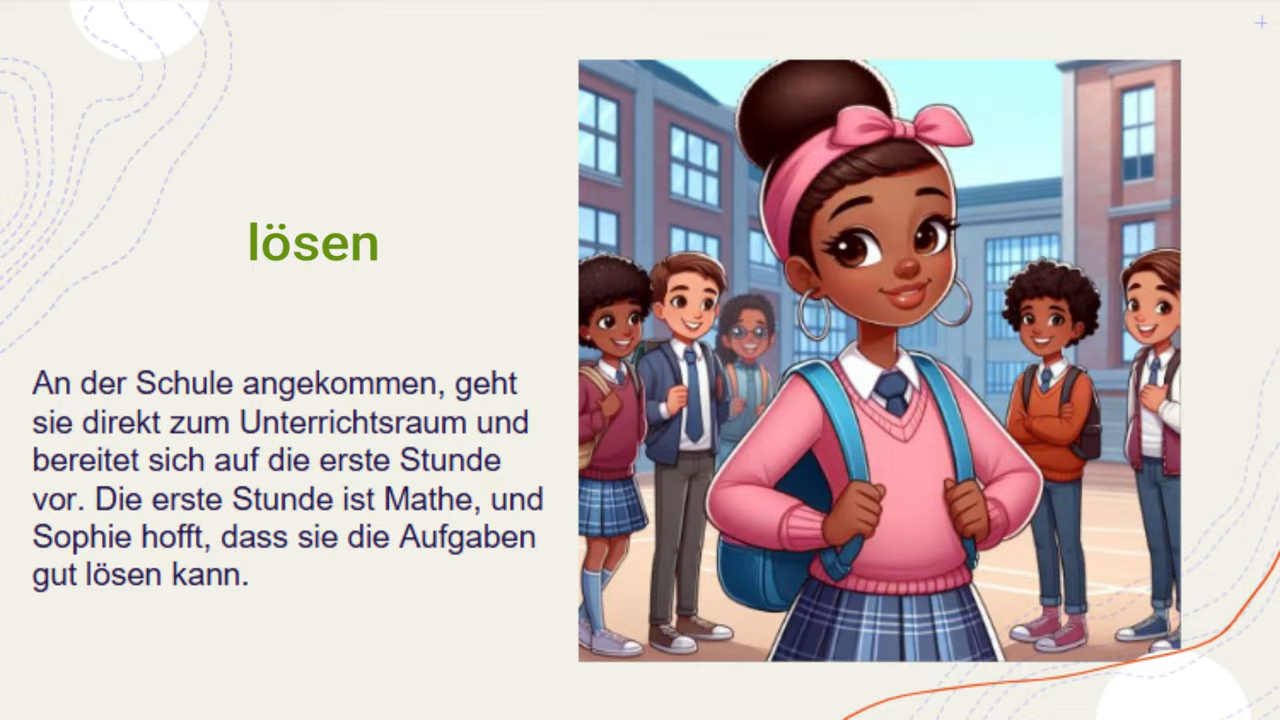 lösen
An der Schule angekommen, geht
sie direkt zum Unterrichtsraum und
bereitet sich auf die erste Stunde
vor. Die erste Stunde ist Mathe, und
Sophie hofft, dass sie die Aufgaben
gut lösen kann.